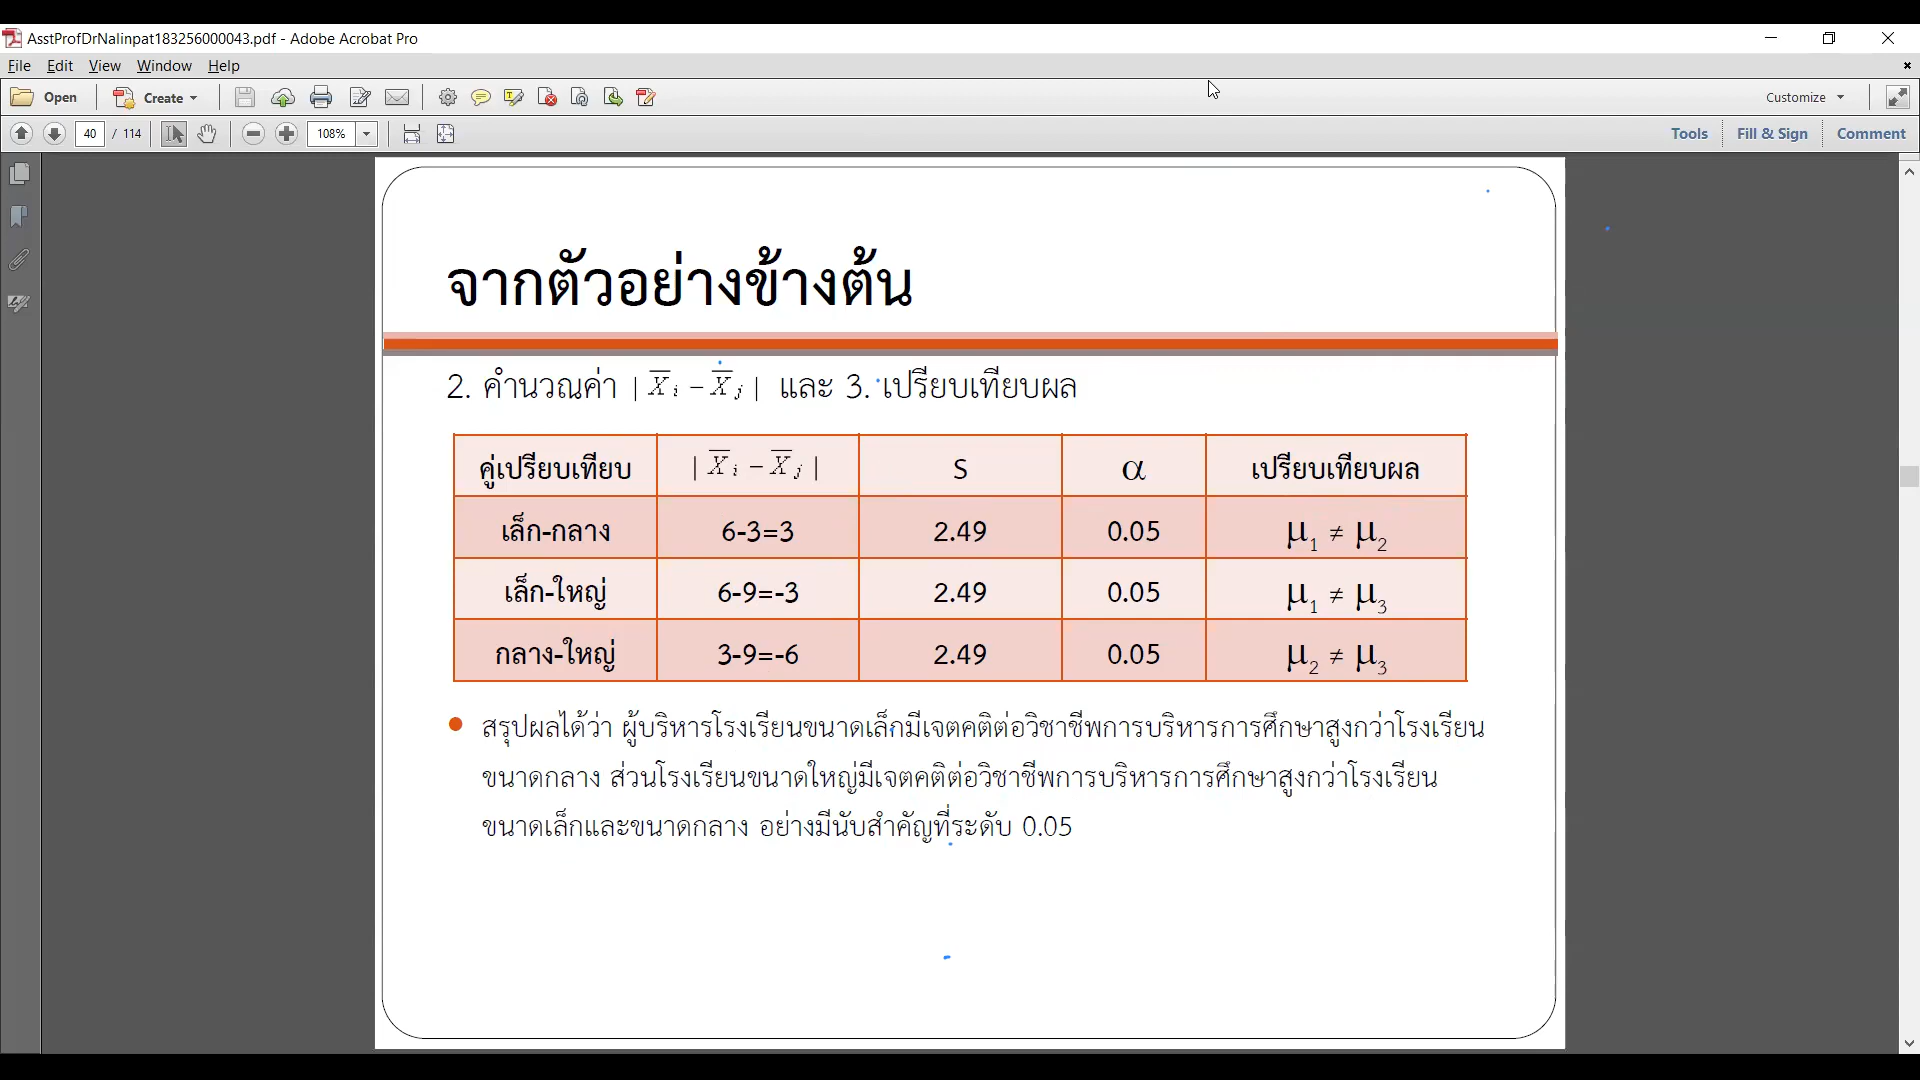 AsstProfDrNalinpat183256000043.pdf - Adobe Acrobat Pro
File Edit View Window Help
Open Create Customize
40 / 114 108% Tools Fill & Sign Comment
จากตัวอย่างข้างต้น
2. คำนวณค่า | X̅ᵢ – X̅ⱼ | และ 3. เปรียบเทียบผล
คู่เปรียบเทียบ | X̅ᵢ – X̅ⱼ | S α เปรียบเทียบผล
เล็ก-กลาง 6-3=3 2.49 0.05 μ₁ ≠ μ₂
เล็ก-ใหญ่ 6-9=-3 2.49 0.05 μ₁ ≠ μ₃
กลาง-ใหญ่ 3-9=-6 2.49 0.05 μ₂ ≠ μ₃
สรุปผลได้ว่า ผู้บริหารโรงเรียนขนาดเล็กมีเจตคติต่อวิชาชีพการบริหารการศึกษาสูงกว่าโรงเรียน
ขนาดกลาง ส่วนโรงเรียนขนาดใหญ่มีเจตคติต่อวิชาชีพการบริหารการศึกษาสูงกว่าโรงเรียน
ขนาดเล็กและขนาดกลาง อย่างมีนับสำคัญที่ระดับ 0.05